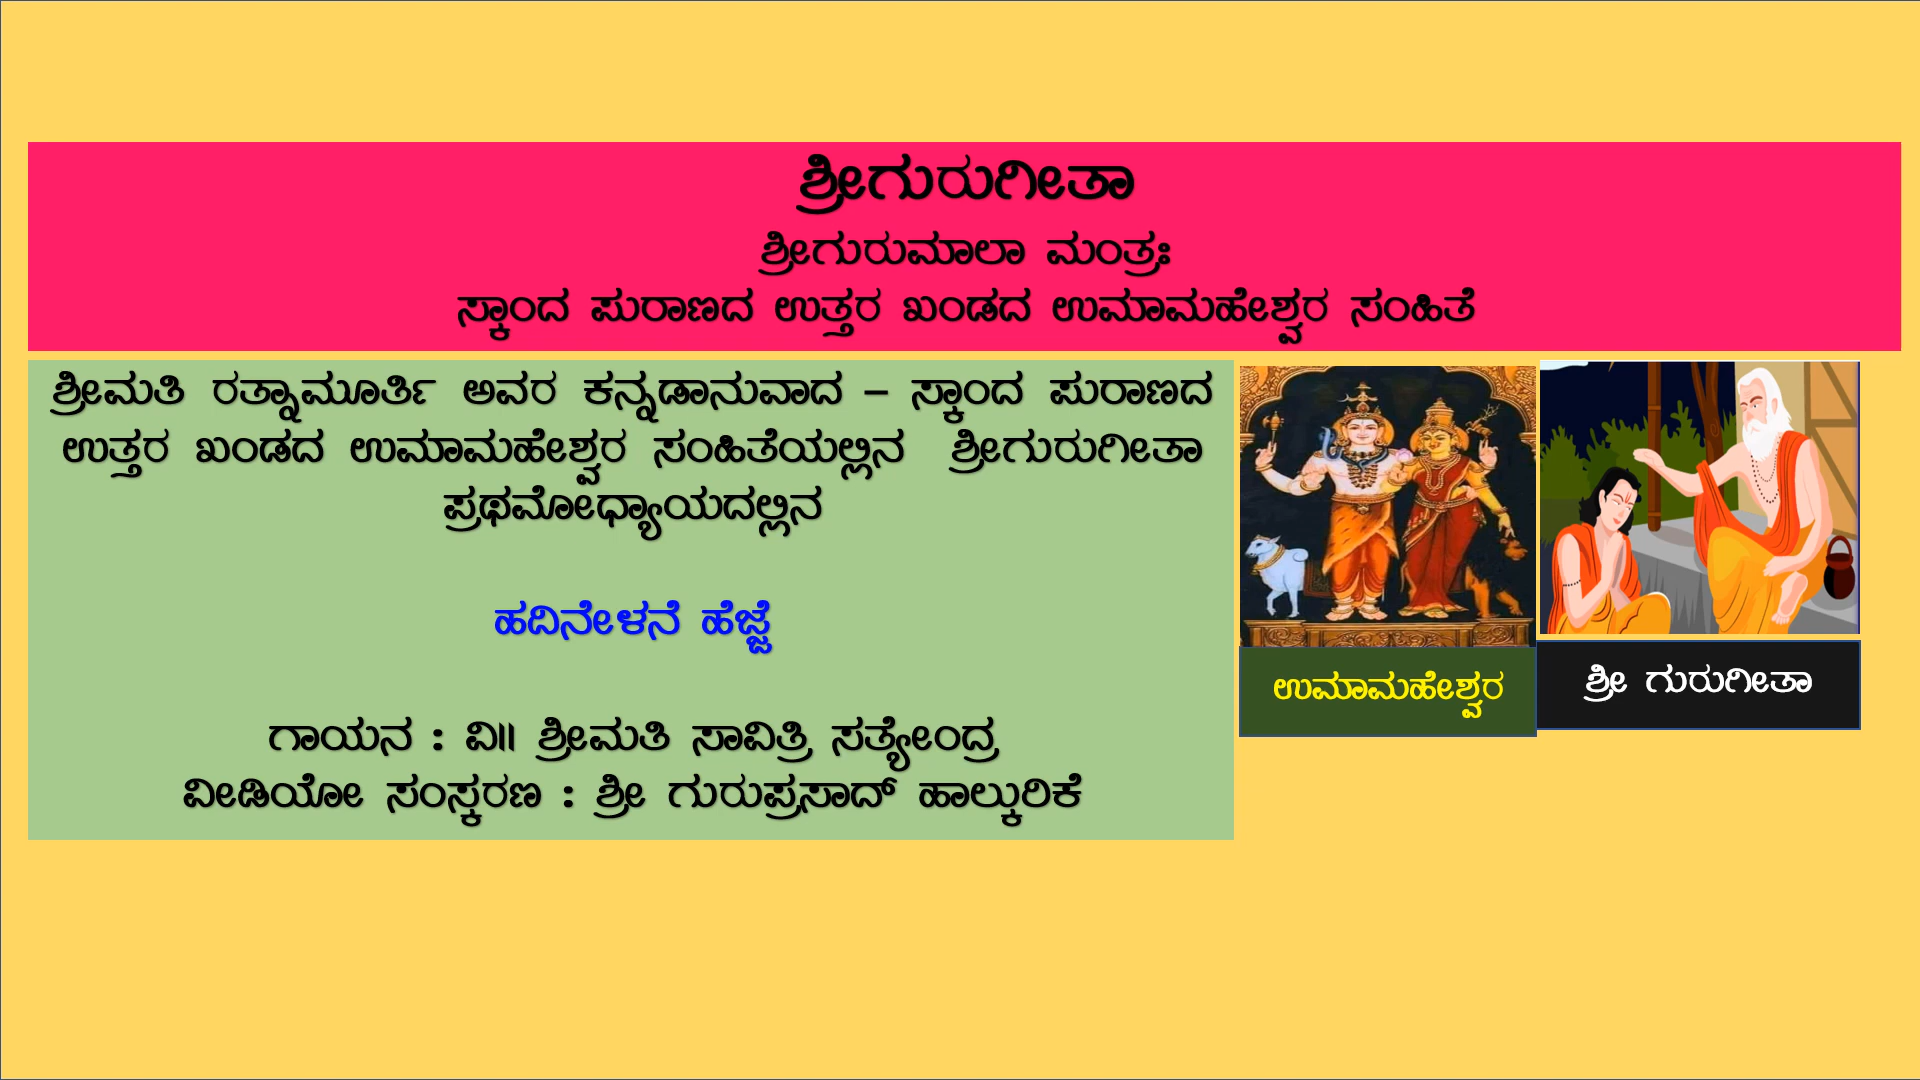 ಶ್ರೀಗುರುಗೀತಾ
ಶ್ರೀಗುರುಮಾಲಾ ಮಂತ್ರಃ
ಸ್ಕಾಂದ ಪುರಾಣದ ಉತ್ತರ ಖಂಡದ ಉಮಾಮಹೇಶ್ವರ ಸಂಹಿತೆ
ಶ್ರೀಮತಿ ರತ್ನಾಮೂರ್ತಿ ಅವರ ಕನ್ನಡಾನುವಾದ – ಸ್ಕಾಂದ ಪುರಾಣದ
ಉತ್ತರ ಖಂಡದ ಉಮಾಮಹೇಶ್ವರ ಸಂಹಿತೆಯಲ್ಲಿನ ಶ್ರೀಗುರುಗೀತಾ
ಪ್ರಥಮೋಧ್ಯಾಯದಲ್ಲಿನ
ಹದಿನೇಳನೆ ಹೆಜ್ಜೆ
ಗಾಯನ : ವಿ॥ ಶ್ರೀಮತಿ ಸಾವಿತ್ರಿ ಸತ್ಯೇಂದ್ರ
ವೀಡಿಯೋ ಸಂಸ್ಕರಣ : ಶ್ರೀ ಗುರುಪ್ರಸಾದ್ ಹಾಲ್ಕುರಿಕೆ
ಉಮಾಮಹೇಶ್ವರ
ಶ್ರೀ ಗುರುಗೀತಾ